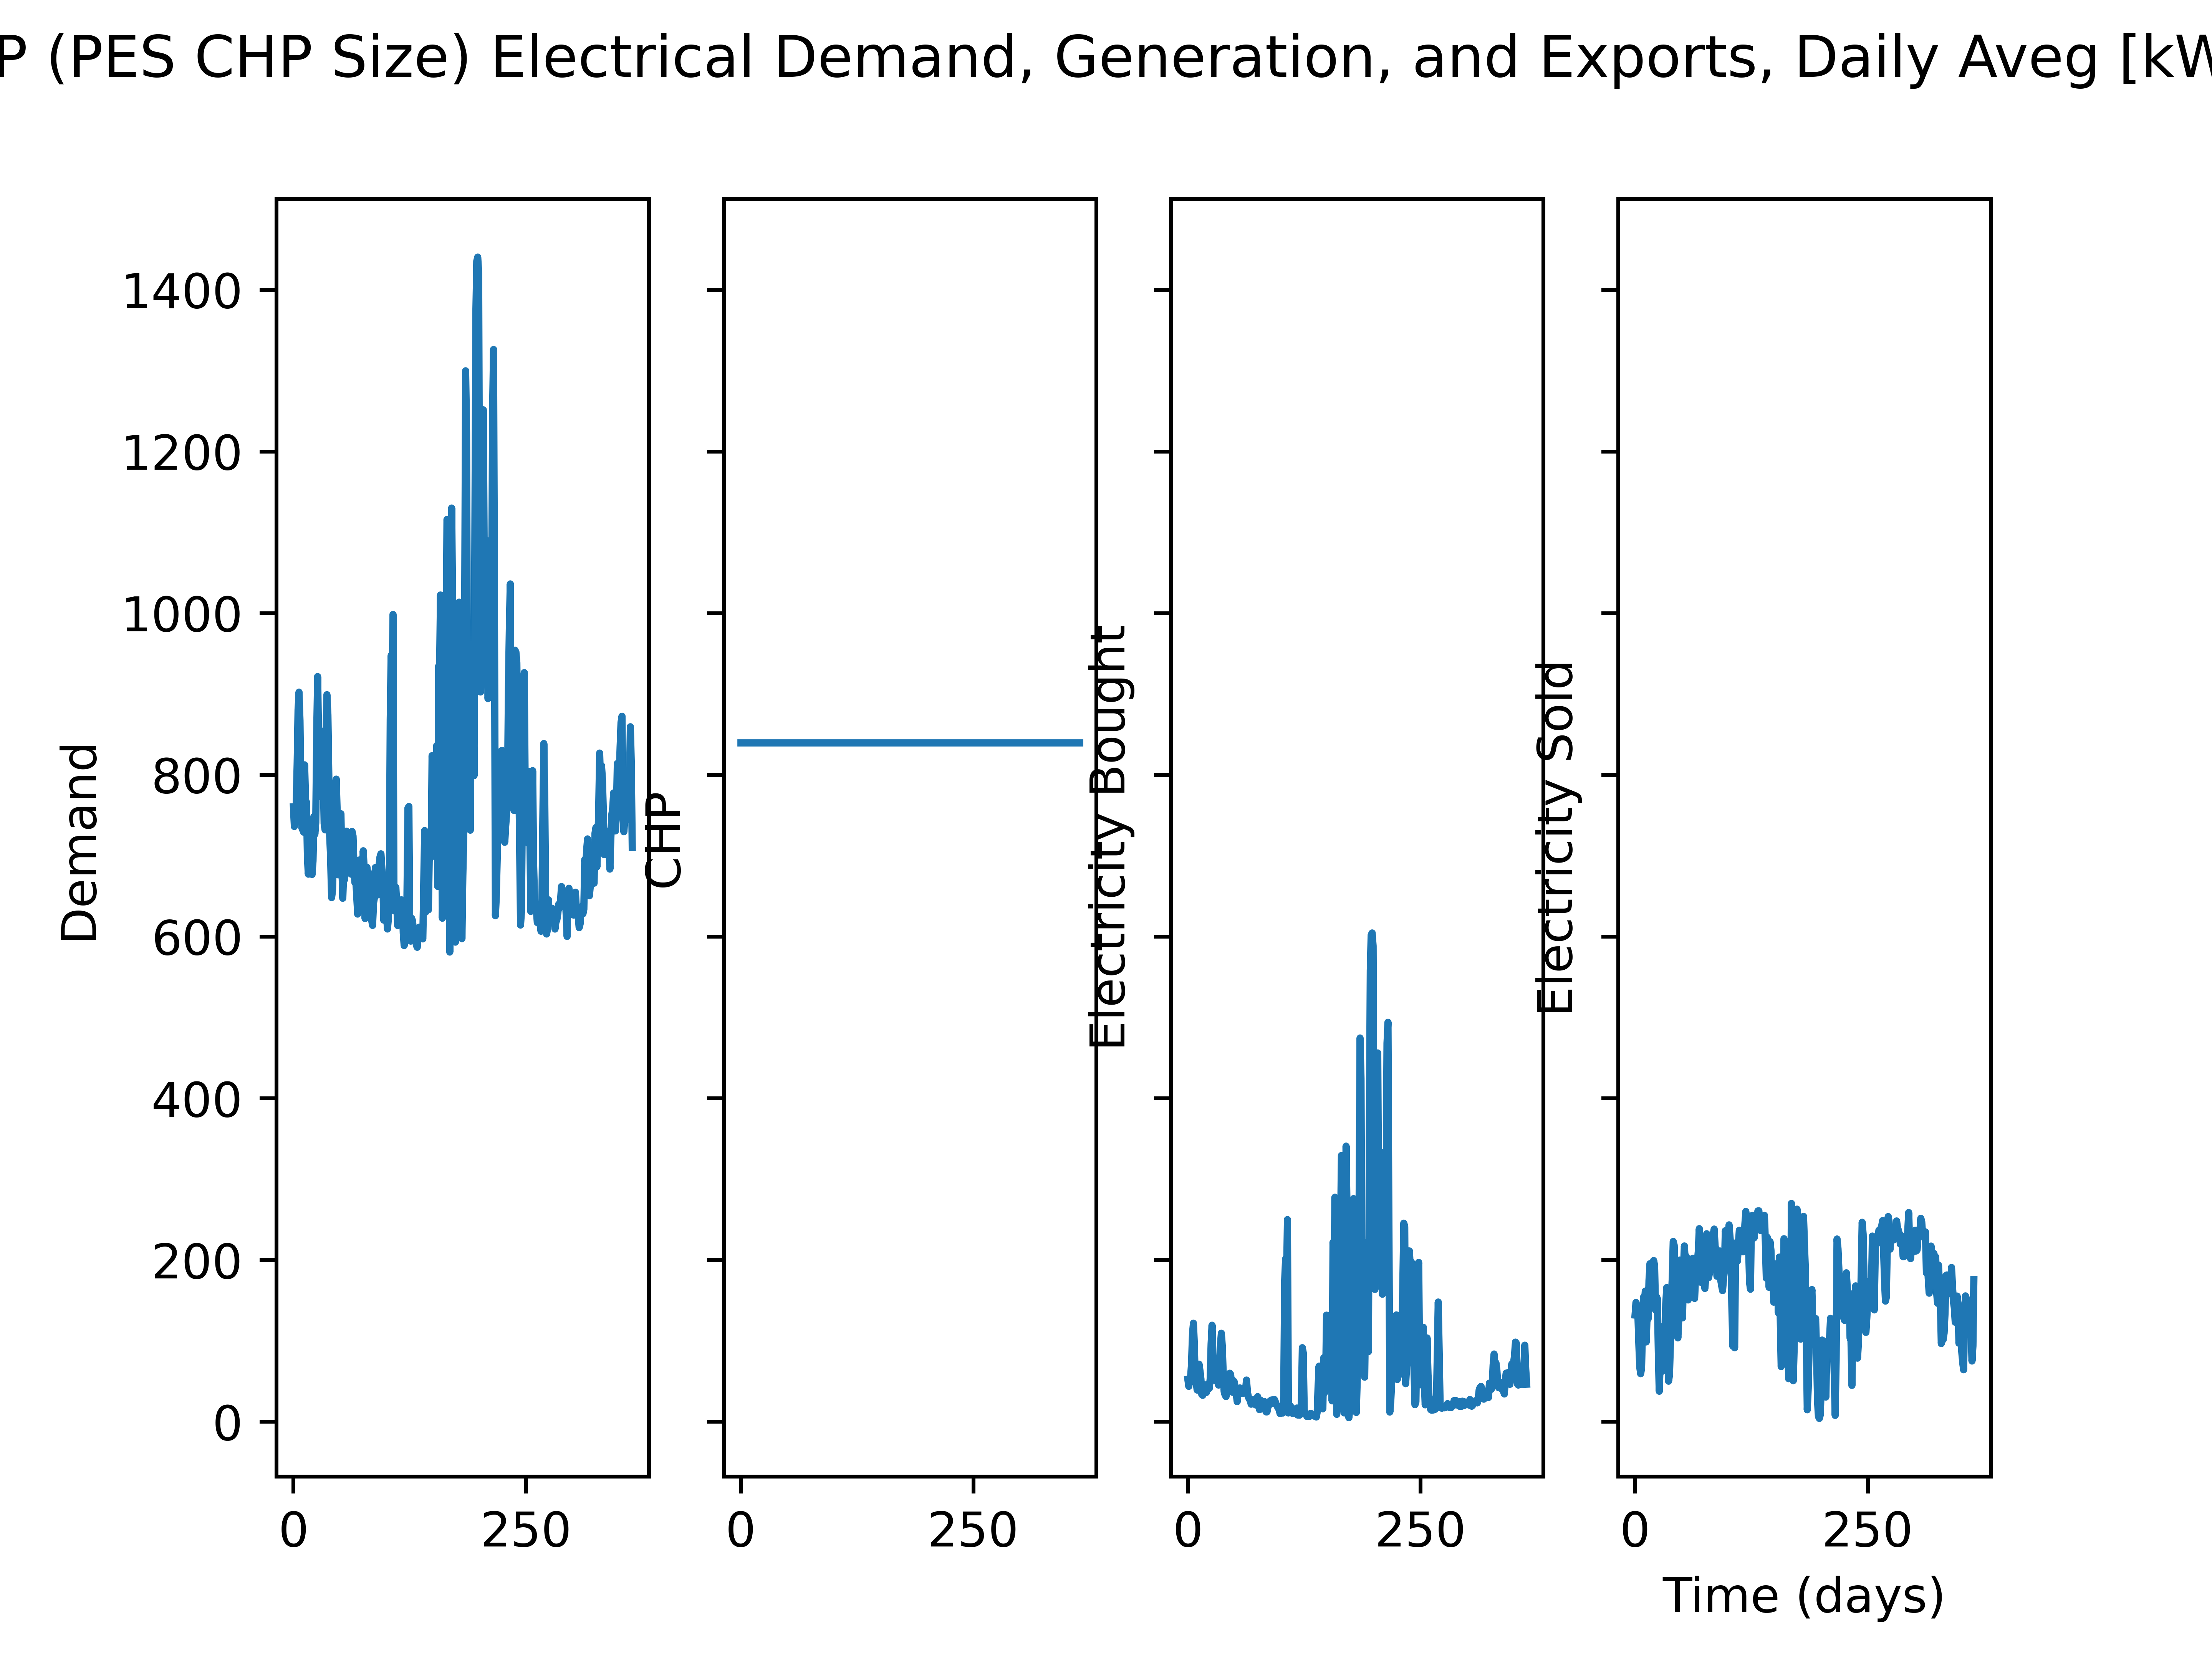 P (PES CHP Size) Electrical Demand, Generation, and Exports, Daily Aveg [kW
Demand
1400
1200
1000
800
600
400
200
0
CHP
Electricity Bought
Electricity Sold
0 250 0 250 0 250 0 250
Time (days)